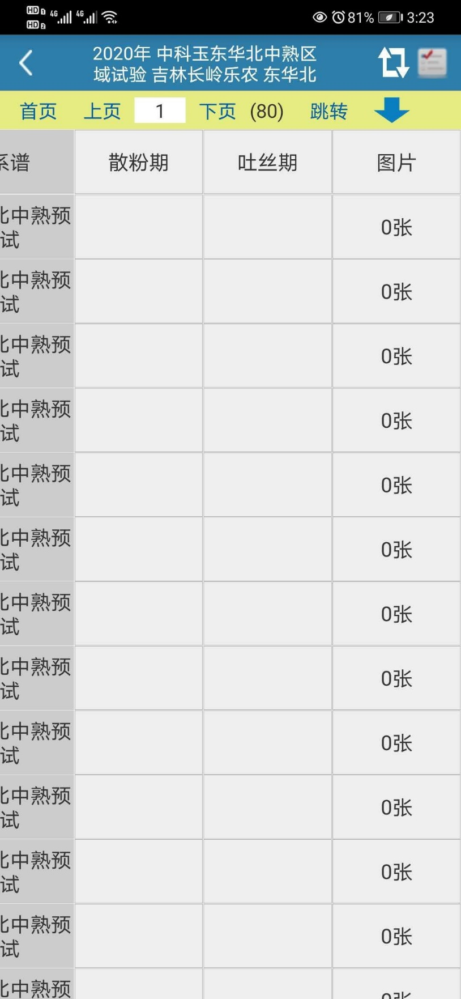 HD 1 4G 4G 81% 3:23
HD 2
2020年 中科玉东华北中熟区
域试验 吉林长岭乐农 东华北
首页 上页 1 下页 (80) 跳转
系谱 散粉期 吐丝期 图片
北中熟预
试 0张
北中熟预
试 0张
北中熟预
试 0张
北中熟预
试 0张
北中熟预
试 0张
北中熟预
试 0张
北中熟预
试 0张
北中熟预
试 0张
北中熟预
试 0张
北中熟预
试 0张
北中熟预
试 0张
北中熟预
试 0张
北中熟预 0张